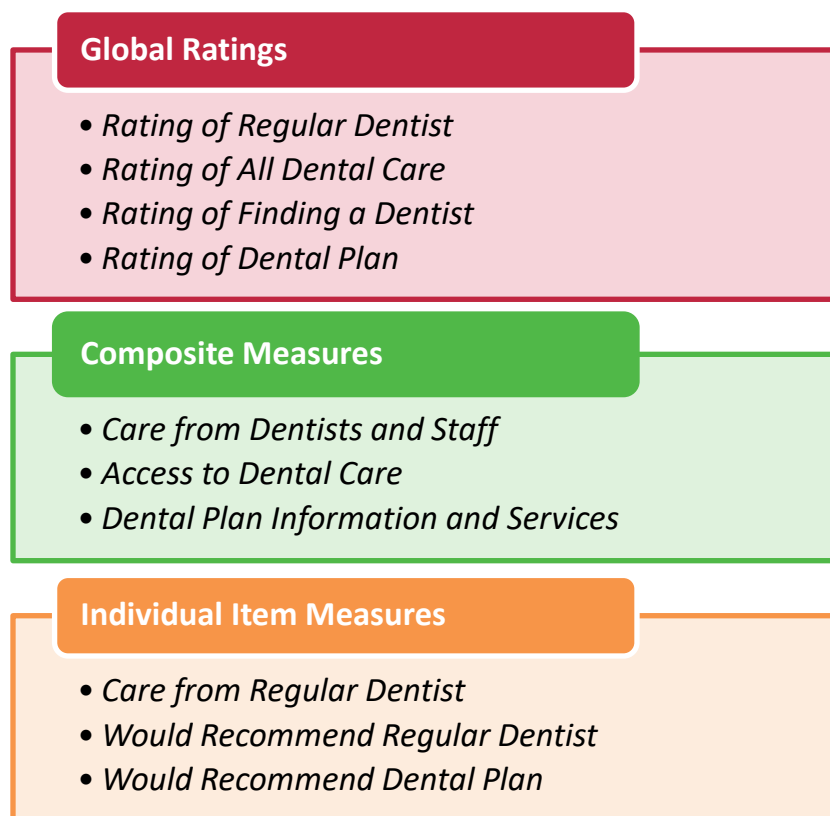 Global Ratings
• Rating of Regular Dentist
• Rating of All Dental Care
• Rating of Finding a Dentist
• Rating of Dental Plan
Composite Measures
• Care from Dentists and Staff
• Access to Dental Care
• Dental Plan Information and Services
Individual Item Measures
• Care from Regular Dentist
• Would Recommend Regular Dentist
• Would Recommend Dental Plan